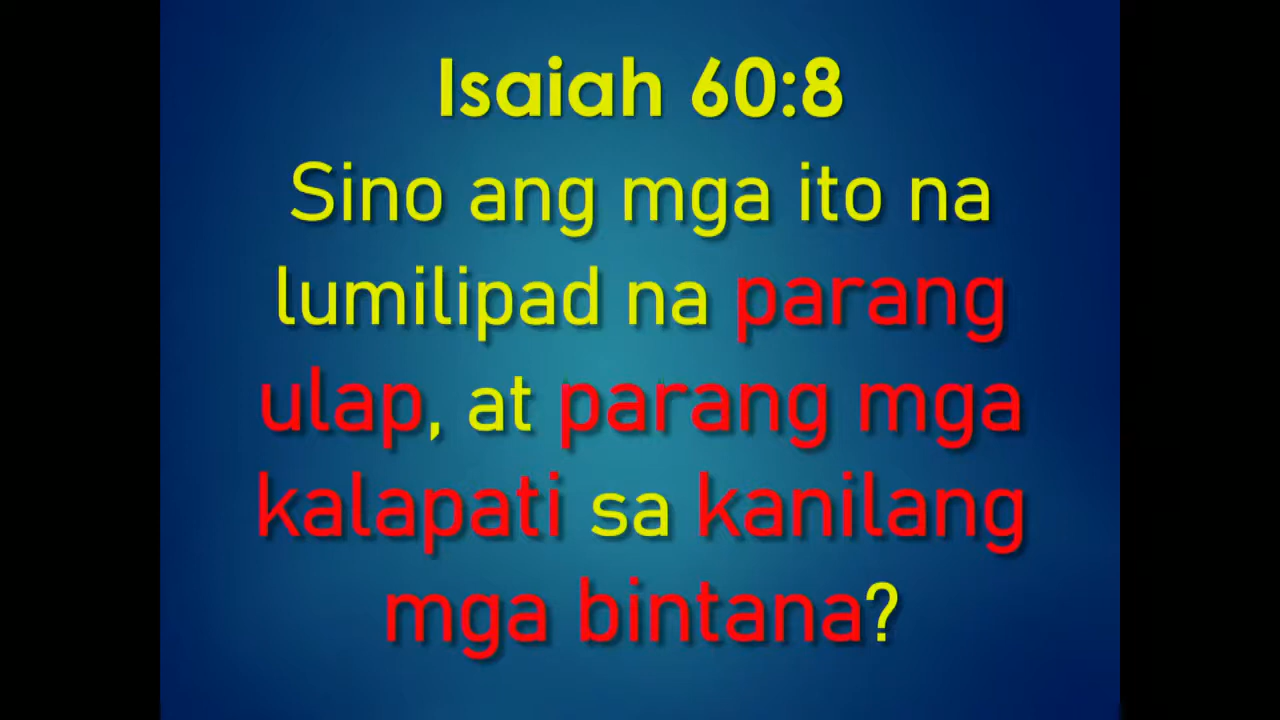 Isaiah 60:8
Sino ang mga ito na
lumilipad na parang
ulap, at parang mga
kalapati sa kanilang
mga bintana?